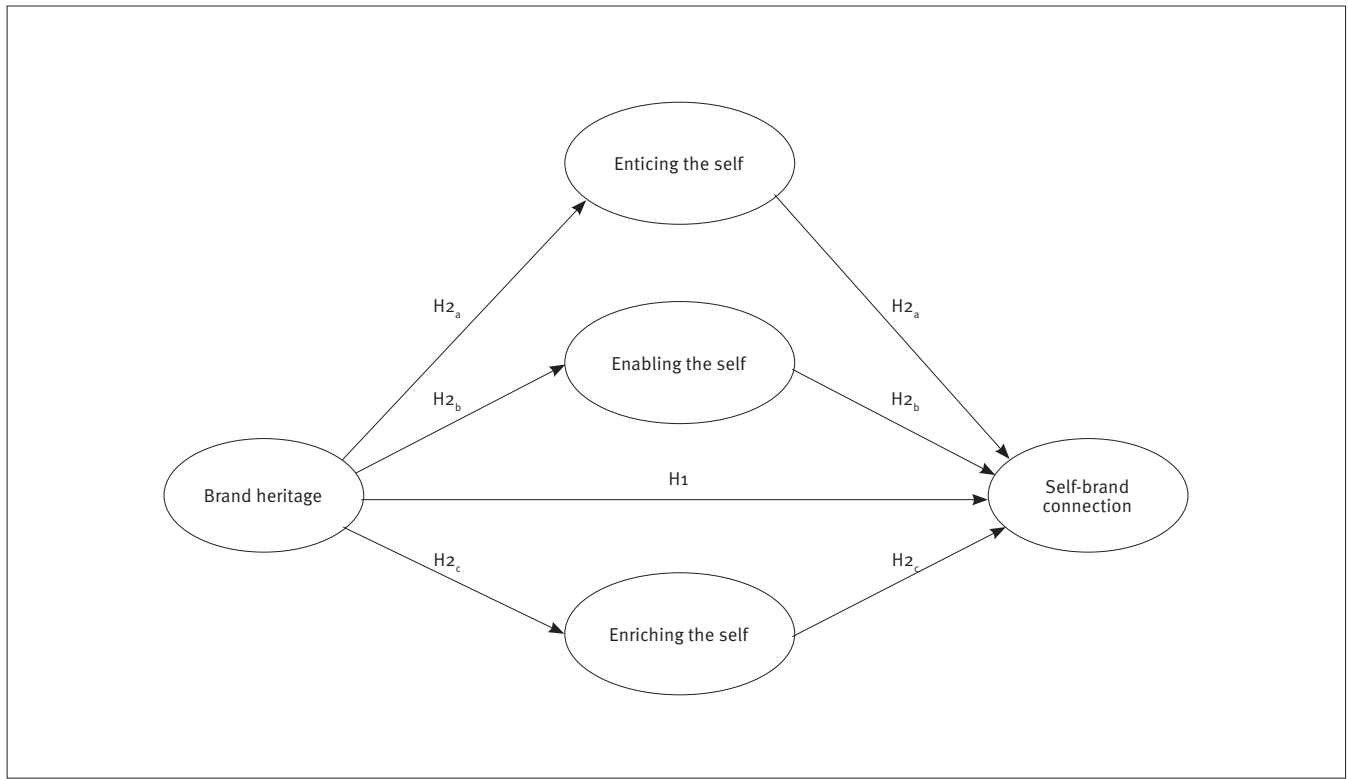 Enticing the self
H2a
H2a
Enabling the self
H2b
H2b
H1
Brand heritage
Self-brand
connection
H2c
H2c
Enriching the self